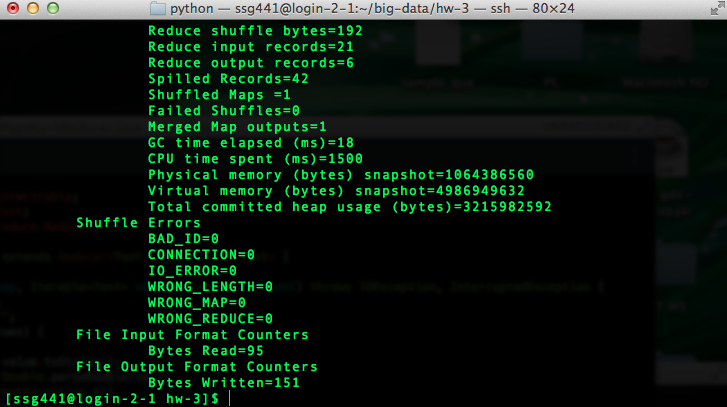 python — ssg441@login-2-1:~/big-data/hw-3 — ssh — 80×24
Reduce shuffle bytes=192
Reduce input records=21
Reduce output records=6
Spilled Records=42
Shuffled Maps =1
Failed Shuffles=0
Merged Map outputs=1
GC time elapsed (ms)=18
CPU time spent (ms)=1500
Physical memory (bytes) snapshot=1064386560
Virtual memory (bytes) snapshot=4986949632
Total committed heap usage (bytes)=3215982592
Shuffle Errors
BAD_ID=0
CONNECTION=0
IO_ERROR=0
WRONG_LENGTH=0
WRONG_MAP=0
WRONG_REDUCE=0
File Input Format Counters
Bytes Read=95
File Output Format Counters
Bytes Written=151
[ssg441@login-2-1 hw-3]$